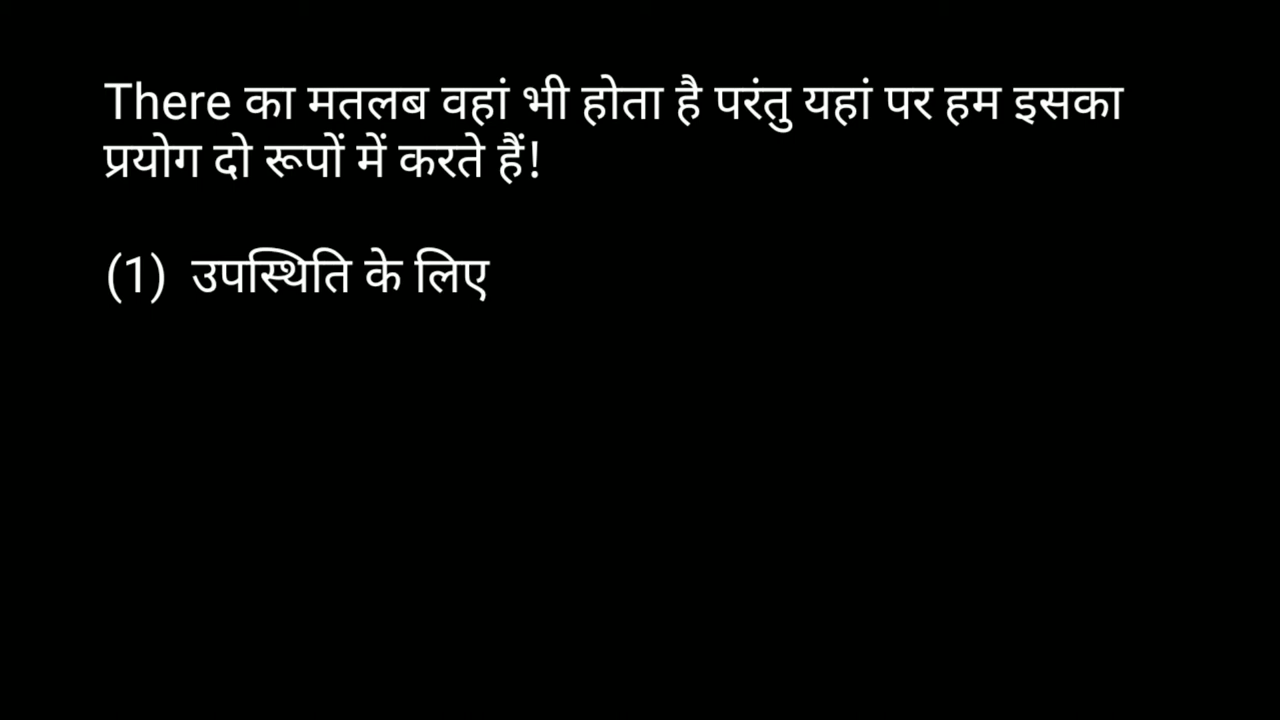 There का मतलब वहां भी होता है परंतु यहां पर हम इसका
प्रयोग दो रूपों में करते हैं!
(1) उपस्थिति के लिए